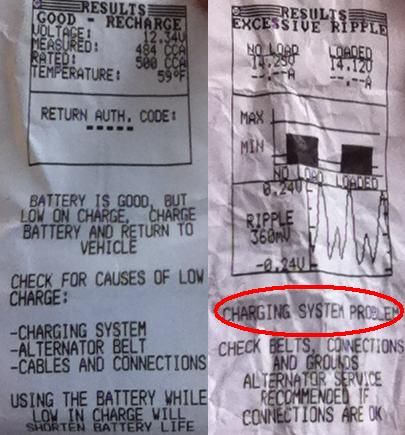 RESULTS
GOOD - RECHARGE
VOLTAGE: 12.34V
MEASURED: 484 CCA
RATED: 500 CCA
TEMPERATURE: 59°F
RETURN AUTH. CODE:
BATTERY IS GOOD, BUT
LOW ON CHARGE. CHARGE
BATTERY AND RETURN TO
VEHICLE
CHECK FOR CAUSES OF LOW
CHARGE:
-CHARGING SYSTEM
-ALTERNATOR BELT
-CABLES AND CONNECTIONS
USING THE BATTERY WHILE
LOW IN CHARGE WILL
SHORTEN BATTERY LIFE
RESULTS
EXCESSIVE RIPPLE
NO LOAD LOADED
14.29V 14.12V
--.--A --.--A
MAX
MIN
NO LOAD LOADED
0.24V
RIPPLE
360mV
-0.24V
CHARGING SYSTEM PROBLEM
CHECK BELTS, CONNECTIONS
AND GROUNDS
ALTERNATOR SERVICE
RECOMMENDED IF
CONNECTIONS ARE OK